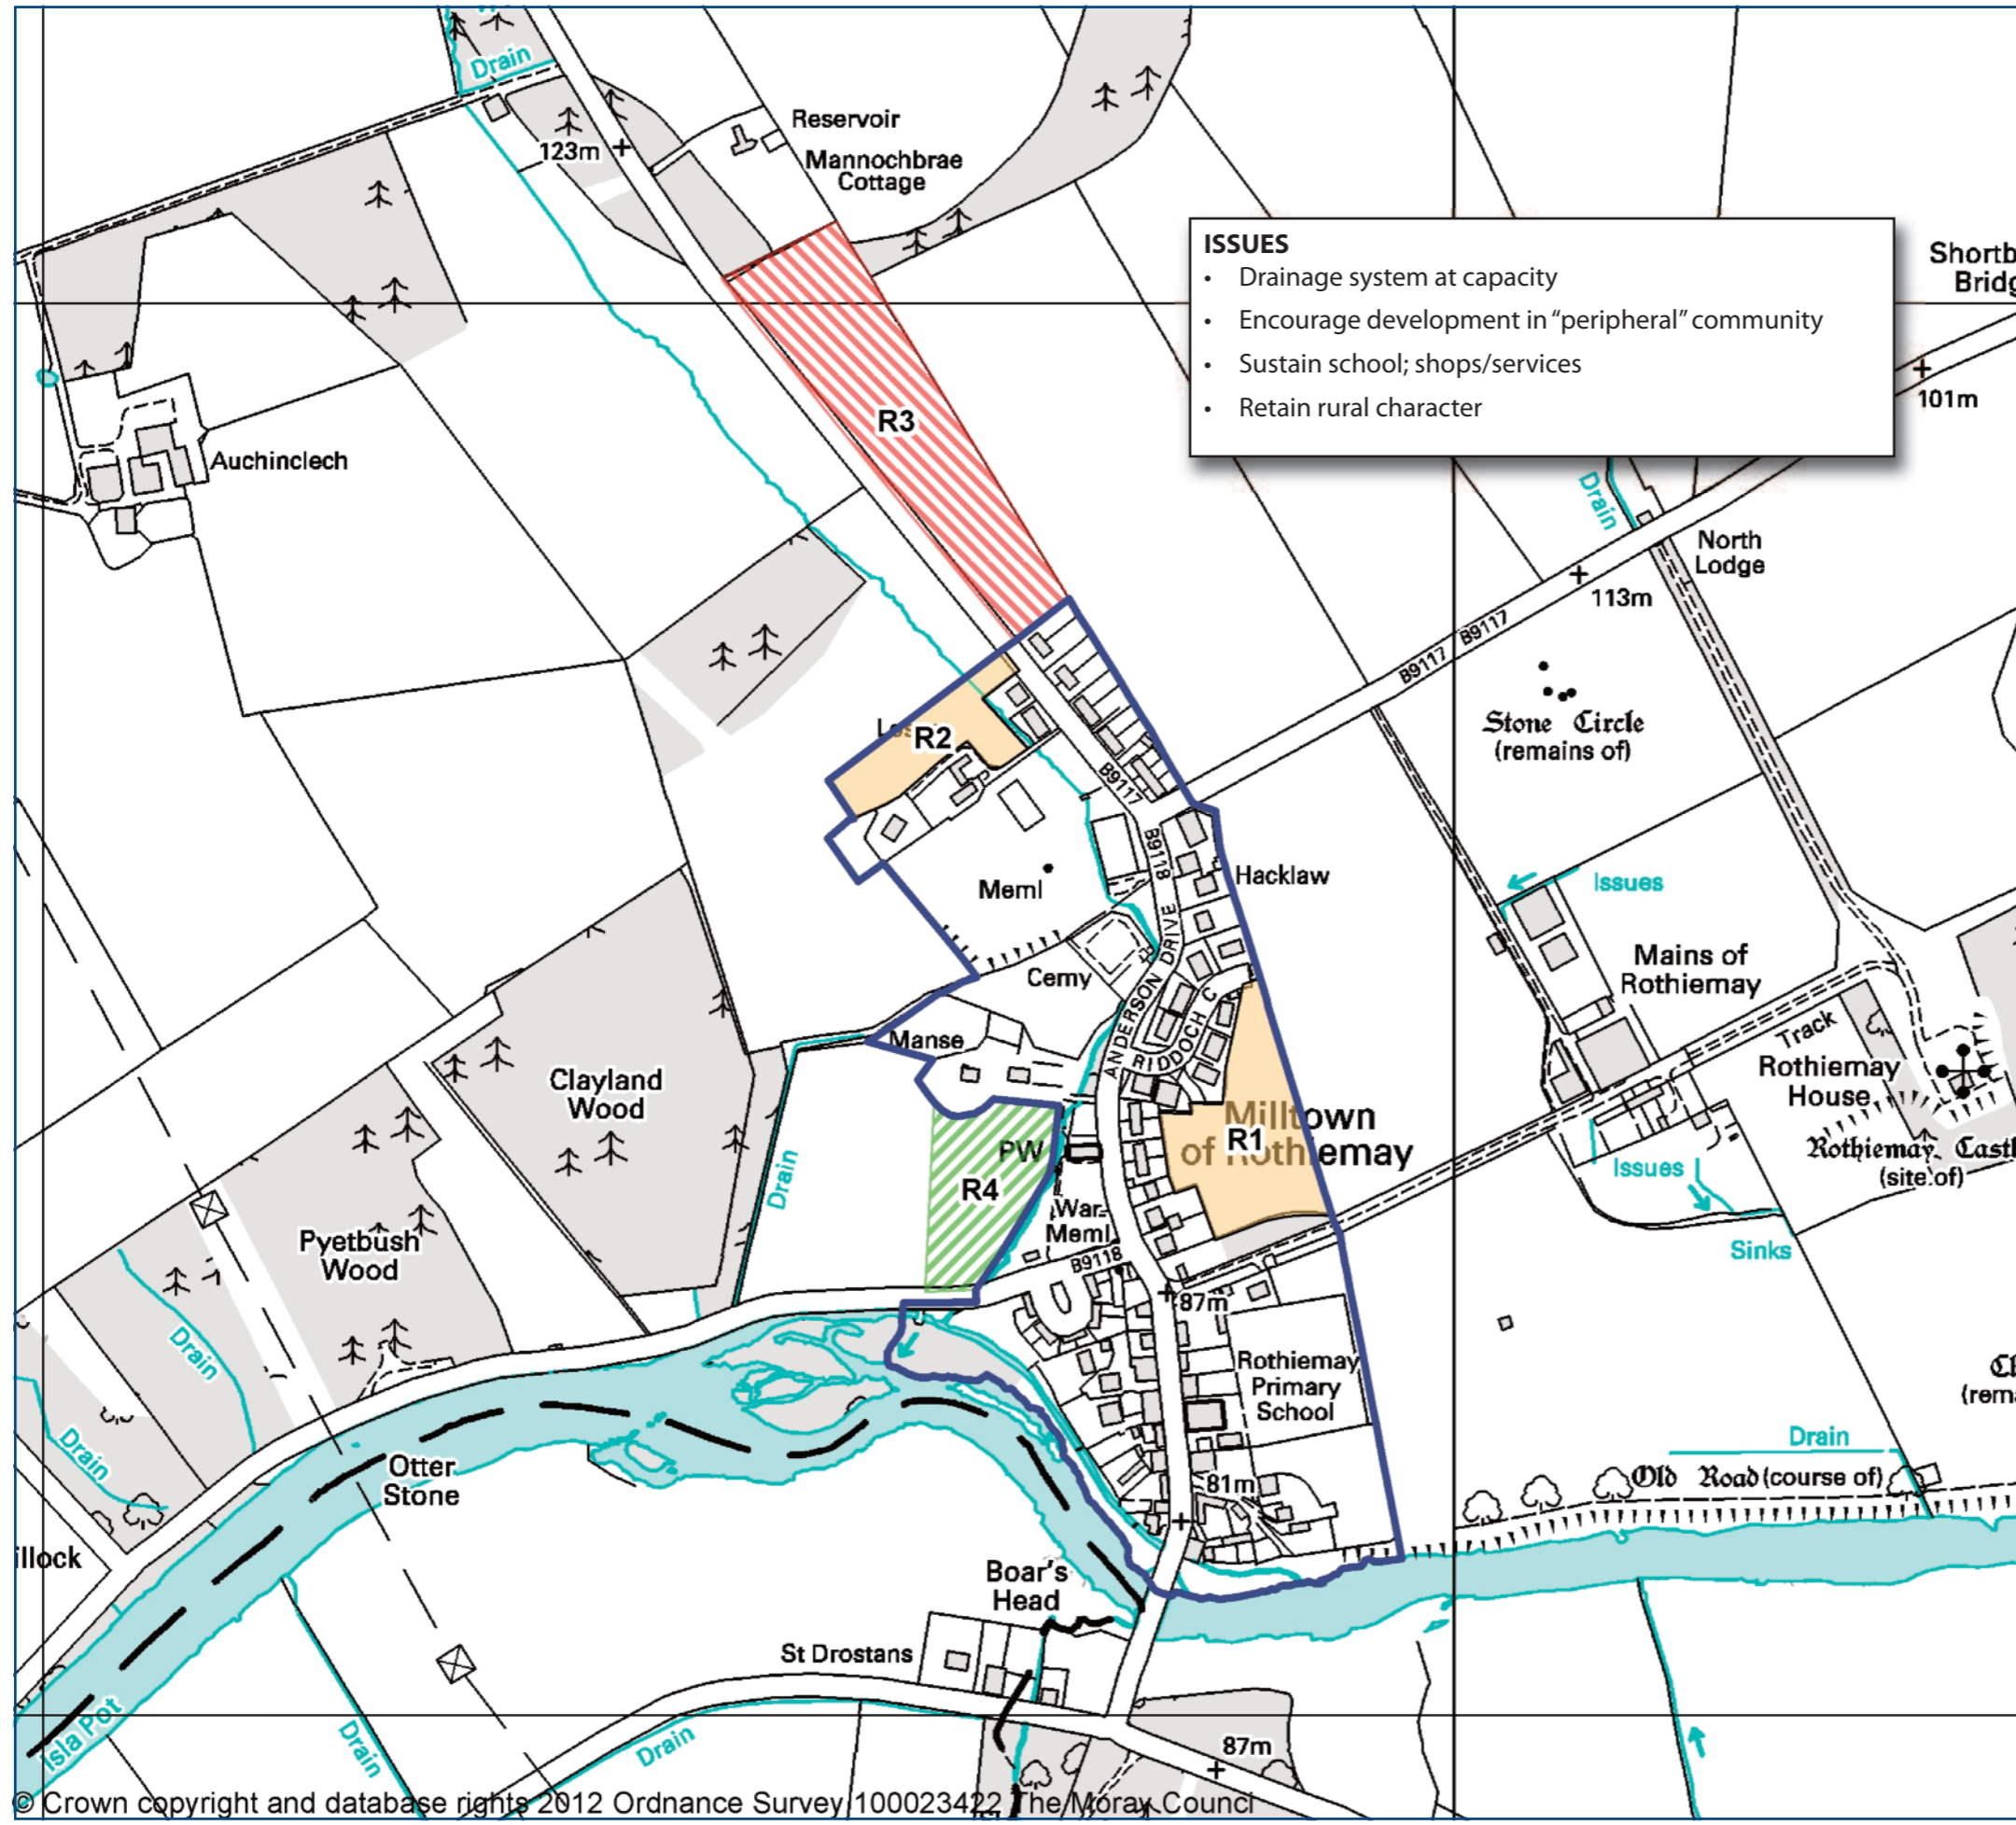 Drain
Reservoir
123m
Mannochbrae
Cottage
ISSUES
• Drainage system at capacity
• Encourage development in “peripheral” community
• Sustain school; shops/services
• Retain rural character
101m
R3
Auchinclech
Drain
North
Lodge
113m
B9117
B9117
Stone Circle
(remains of)
R2
B9117
B9118
Meml
Hacklaw
Issues
Mains of
Rothiemay
Cemy
ANDERSON DRIVE
RIDDOCH C
Manse
Track
Rothiemay
House
Clayland
Wood
Milltown
of Rothiemay
R1
PW
R4
Rothiemay Castl
(site of)
Issues
Drain
War
Meml
B9118
Sinks
Pyetbush
Wood
87m
Drain
Rothiemay
Primary
School
Drain
Drain
Otter
Stone
Old Road (course of)
81m
illock
Boar's
Head
St Drostans
Isla Pot
Drain
Drain
87m
© Crown copyright and database rights 2012 Ordnance Survey 100023422 The Moray Counci